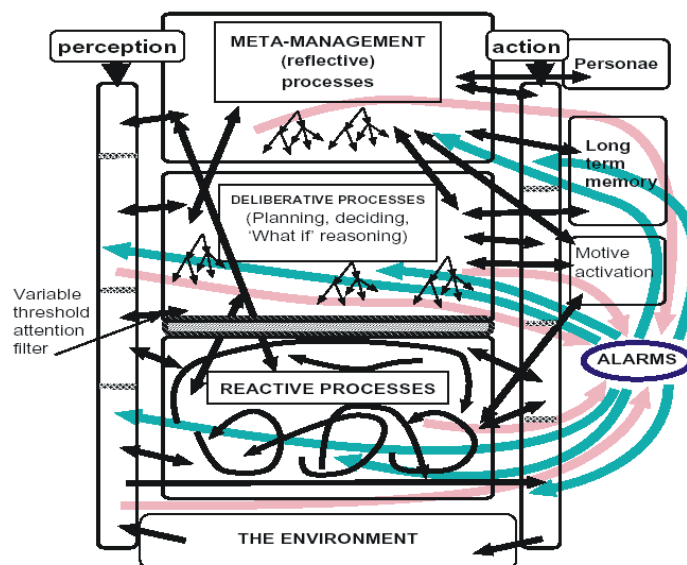 perception
META-MANAGEMENT
(reflective)
processes
action
Personae
Long
term
memory
DELIBERATIVE PROCESSES
(Planning, deciding,
'What if' reasoning)
Motive
activation
Variable
threshold
attention
filter
ALARMS
REACTIVE PROCESSES
THE ENVIRONMENT